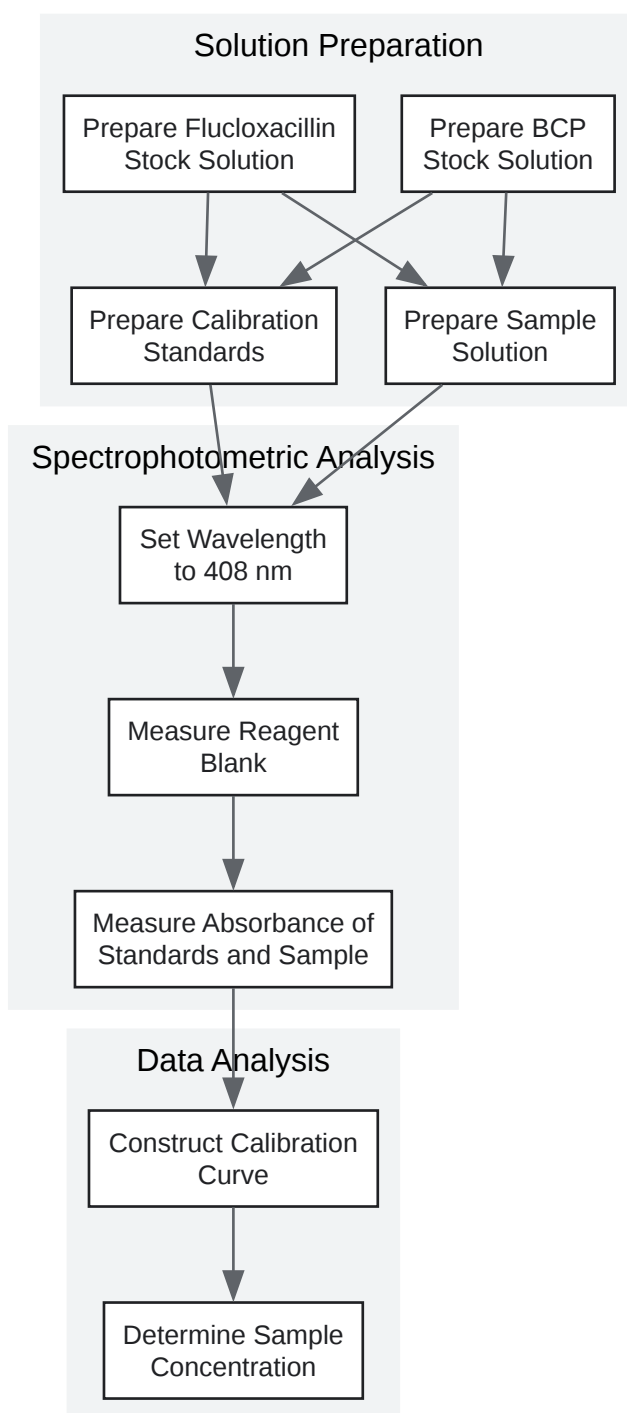 Solution Preparation
Prepare Flucloxacillin
Stock Solution
Prepare BCP
Stock Solution
Prepare Calibration
Standards
Prepare Sample
Solution
Spectrophotometric Analysis
Set Wavelength
to 408 nm
Measure Reagent
Blank
Measure Absorbance of
Standards and Sample
Data Analysis
Construct Calibration
Curve
Determine Sample
Concentration